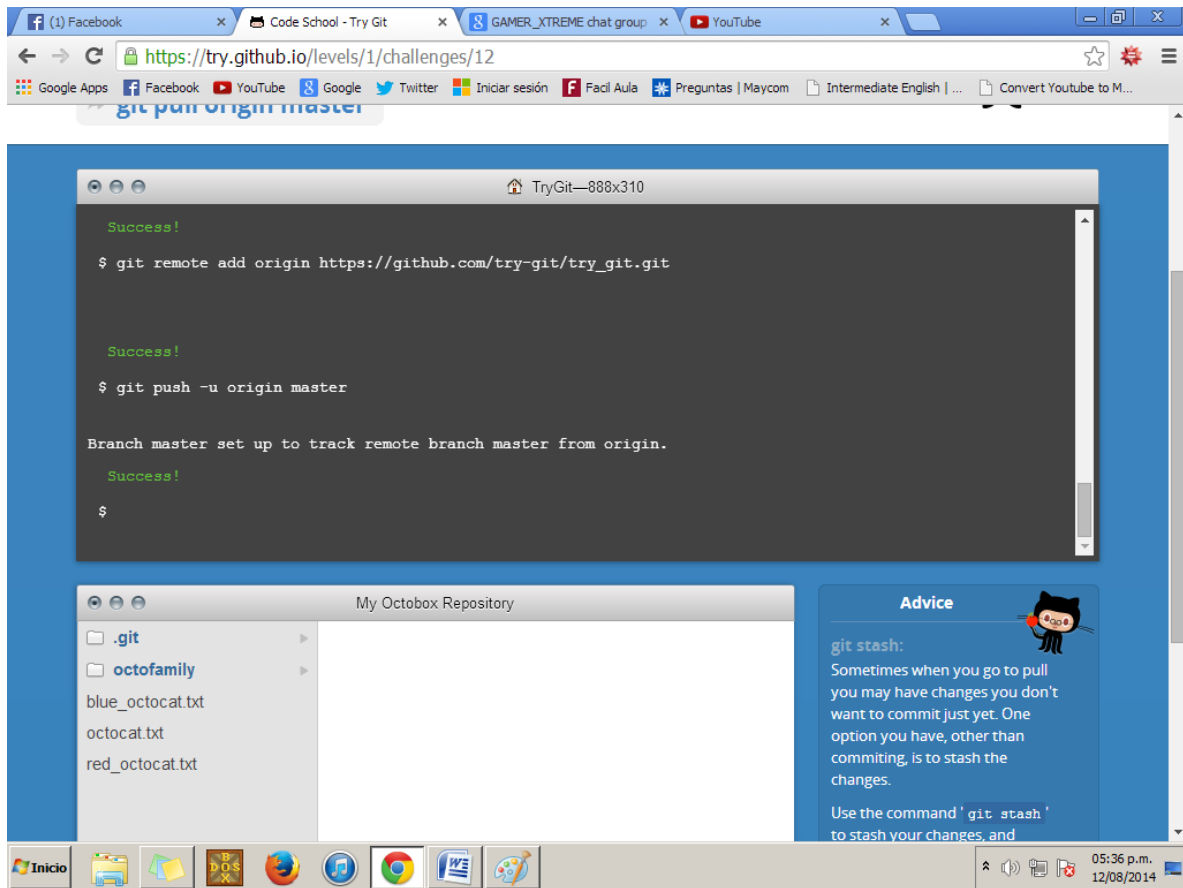 (1) Facebook
Code School - Try Git
GAMER_XTREME chat group
YouTube
https://try.github.io/levels/1/challenges/12
Google Apps Facebook YouTube Google Twitter Iniciar sesión Facil Aula Preguntas | Maycom Intermediate English | ... Convert Youtube to M...
git pull origin master
TryGit—888x310
Success!
$ git remote add origin https://github.com/try-git/try_git.git
Success!
$ git push -u origin master
Branch master set up to track remote branch master from origin.
Success!
$
My Octobox Repository
.git
octofamily
blue_octocat.txt
octocat.txt
red_octocat.txt
Advice
git stash:
Sometimes when you go to pull
you may have changes you don't
want to commit just yet. One
option you have, other than
commiting, is to stash the
changes.
Use the command 'git stash'
to stash your changes, and
Inicio
05:36 p.m.
12/08/2014